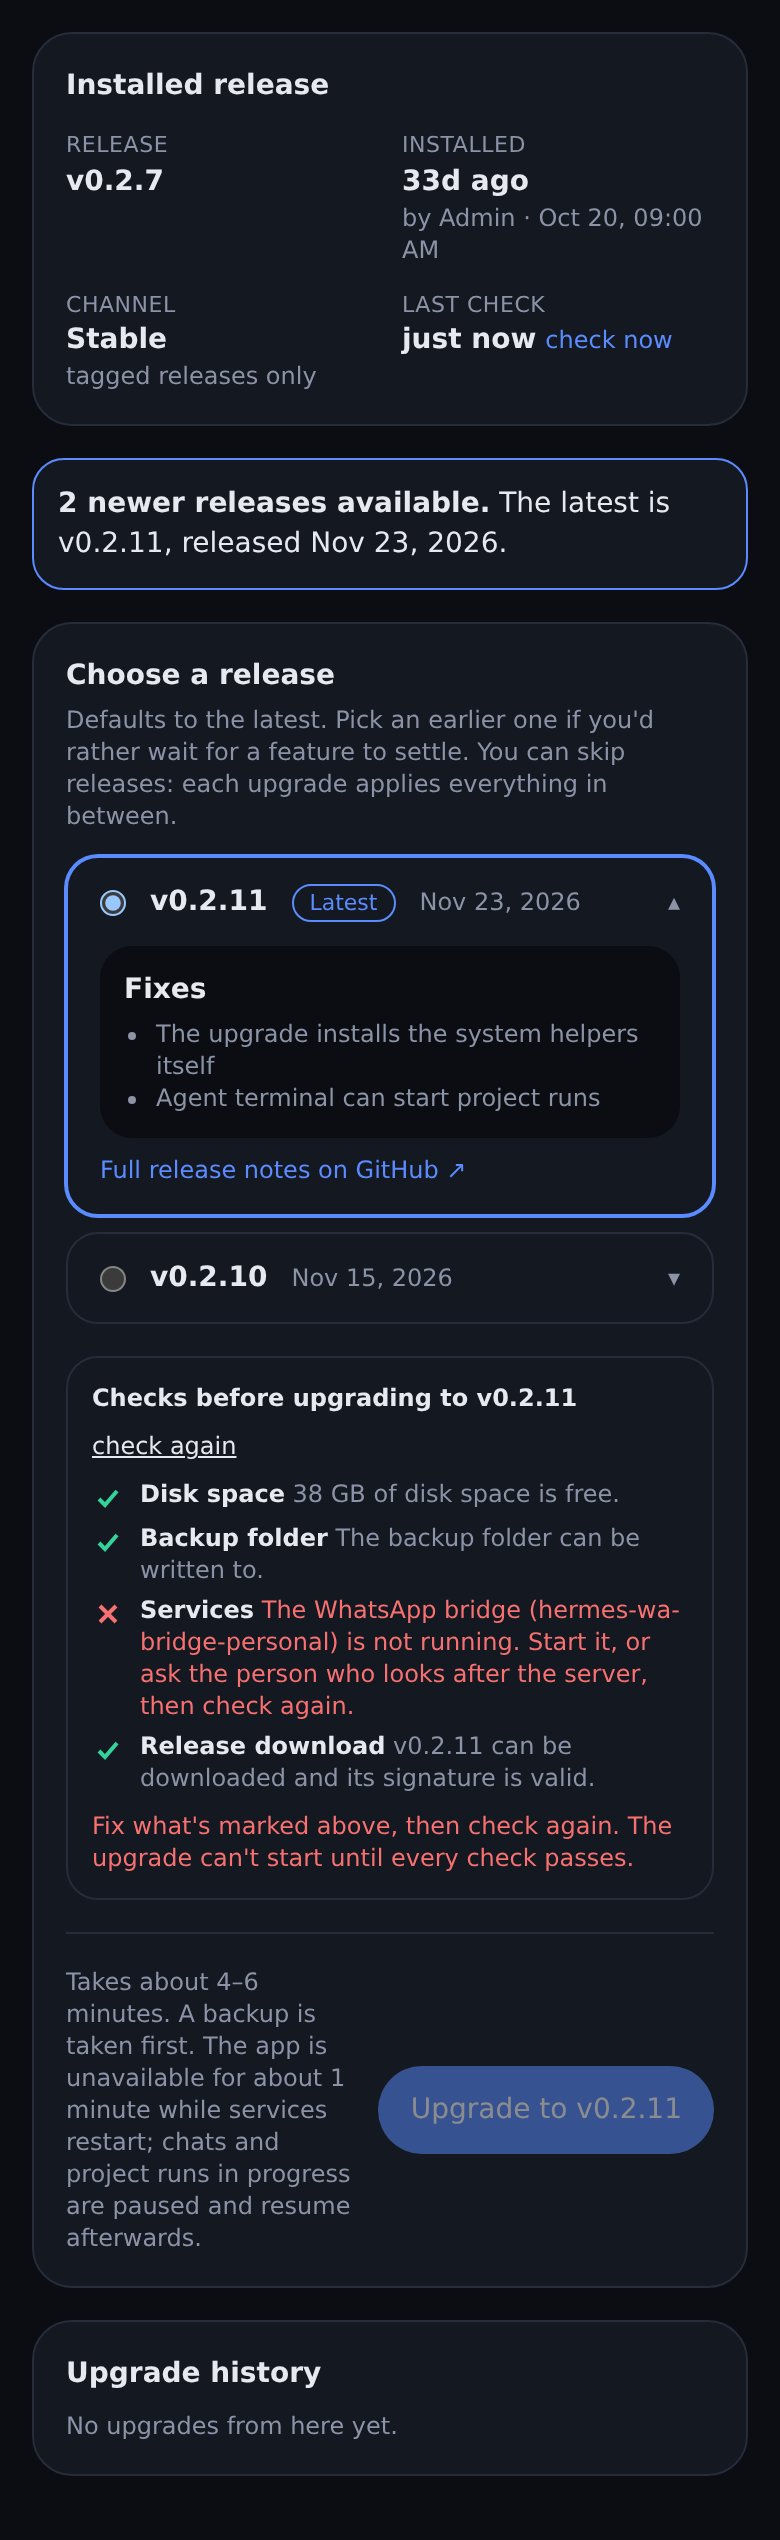 Installed release
RELEASE
v0.2.7
INSTALLED
33d ago
by Admin · Oct 20, 09:00
AM
CHANNEL
Stable
tagged releases only
LAST CHECK
just now check now
2 newer releases available. The latest is
v0.2.11, released Nov 23, 2026.
Choose a release
Defaults to the latest. Pick an earlier one if you'd
rather wait for a feature to settle. You can skip
releases: each upgrade applies everything in
between.
v0.2.11 Latest Nov 23, 2026 ▴
Fixes
• The upgrade installs the system helpers
itself
• Agent terminal can start project runs
Full release notes on GitHub ↗
v0.2.10 Nov 15, 2026 ▾
Checks before upgrading to v0.2.11
check again
✓ Disk space 38 GB of disk space is free.
✓ Backup folder The backup folder can be
written to.
✕ Services The WhatsApp bridge (hermes-wa-
bridge-personal) is not running. Start it, or
ask the person who looks after the server,
then check again.
✓ Release download v0.2.11 can be
downloaded and its signature is valid.
Fix what's marked above, then check again. The
upgrade can't start until every check passes.
Takes about 4–6
minutes. A backup is
taken first. The app is
unavailable for about 1
minute while services
restart; chats and
project runs in progress
are paused and resume
afterwards.
Upgrade to v0.2.11
Upgrade history
No upgrades from here yet.